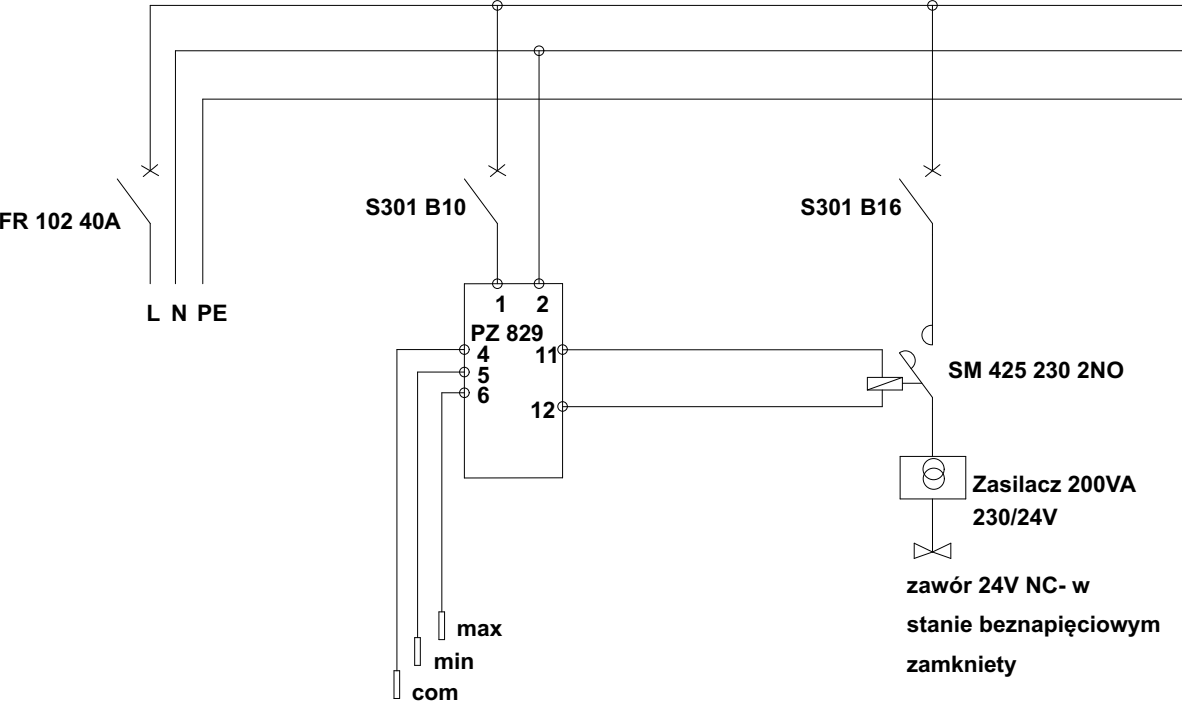 FR 102 40A
L N PE
S301 B10
1 2
PZ 829
4
5
6
11
12
max
min
com
S301 B16
SM 425 230 2NO
Zasilacz 200VA
230/24V
zawór 24V NC- w
stanie beznapięciowym
zamkniety